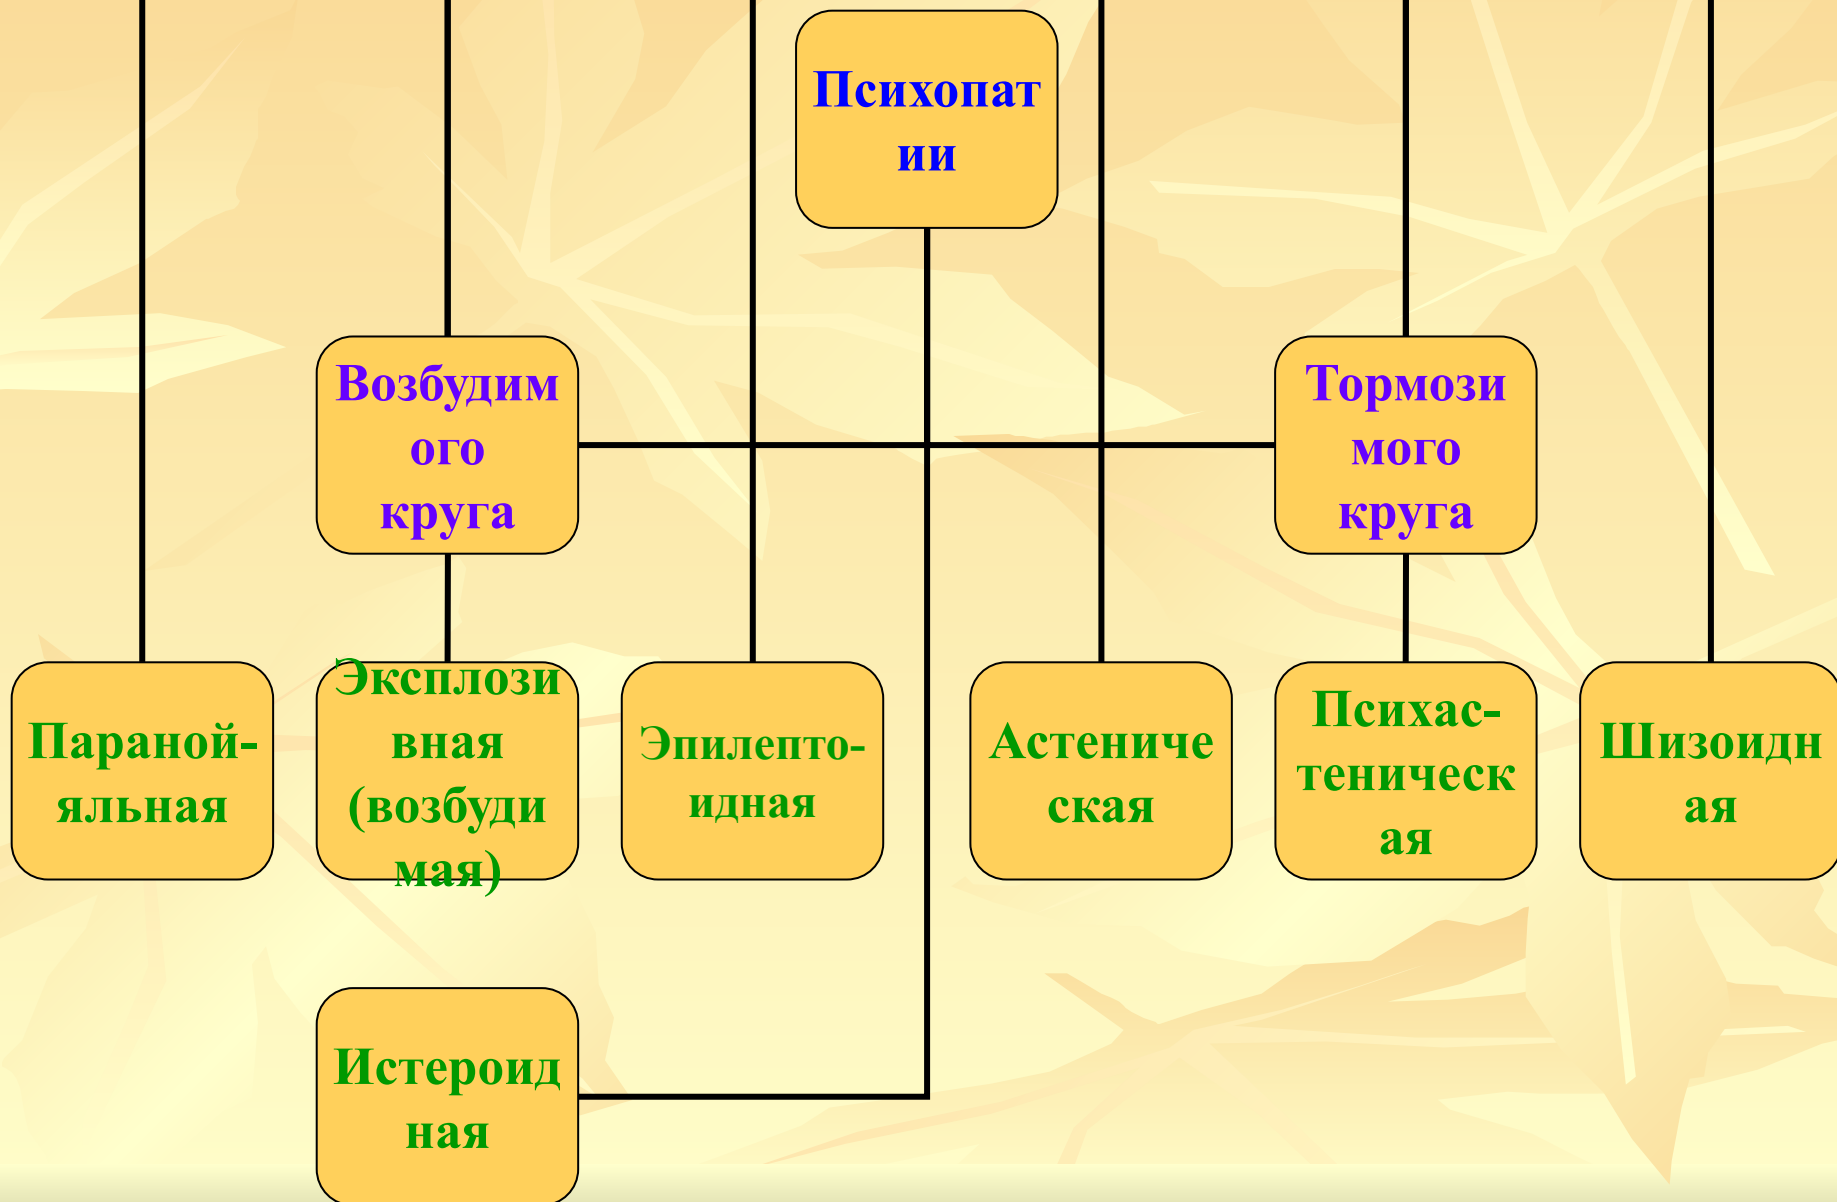 Психопат
ии
Возбудим
ого
круга
Тормози
мого
круга
Параной-
яльная
Эксплози
вная
(возбуди
мая)
Эпилепто-
идная
Астениче
ская
Психас-
теническ
ая
Шизоидн
ая
Истероид
ная